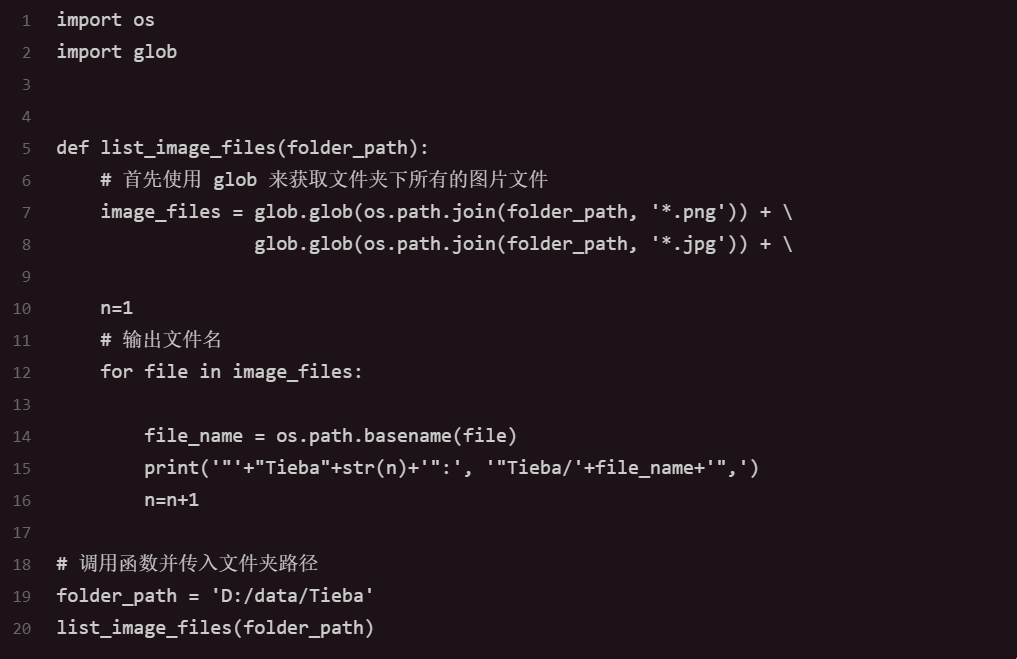 1 import os
2 import glob
3
4
5 def list_image_files(folder_path):
6     # 首先使用 glob 来获取文件夹下所有的图片文件
7     image_files = glob.glob(os.path.join(folder_path, '*.png')) + \
8                   glob.glob(os.path.join(folder_path, '*.jpg')) + \
9
10     n=1
11     # 输出文件名
12     for file in image_files:
13
14         file_name = os.path.basename(file)
15         print('"'+"Tieba"+str(n)+'":', '"Tieba/'+file_name+'",')
16         n=n+1
17
18 # 调用函数并传入文件夹路径
19 folder_path = 'D:/data/Tieba'
20 list_image_files(folder_path)